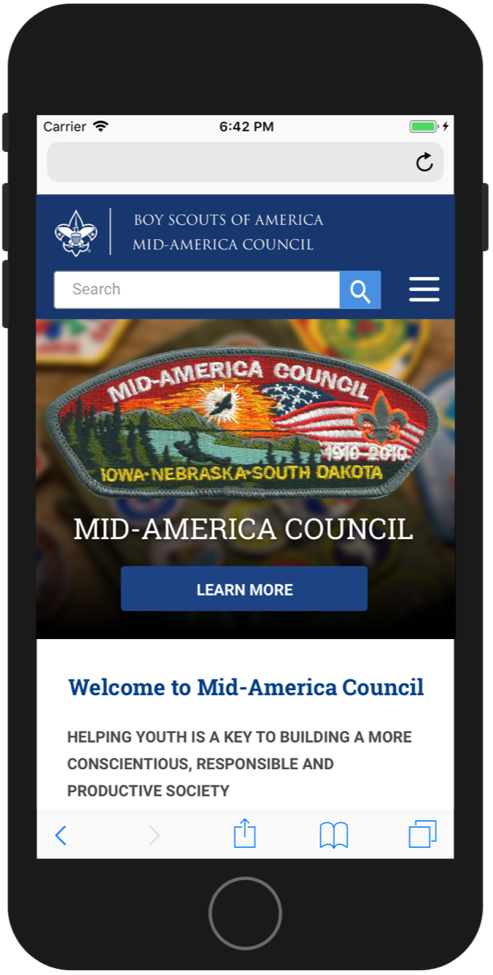 Carrier
6:42 PM
BOY SCOUTS OF AMERICA
MID-AMERICA COUNCIL
Search
MID-AMERICA COUNCIL
1910-2010
IOWA-NEBRASKA-SOUTH DAKOTA
MID-AMERICA COUNCIL
LEARN MORE
Welcome to Mid-America Council
HELPING YOUTH IS A KEY TO BUILDING A MORE
CONSCIENTIOUS, RESPONSIBLE AND
PRODUCTIVE SOCIETY